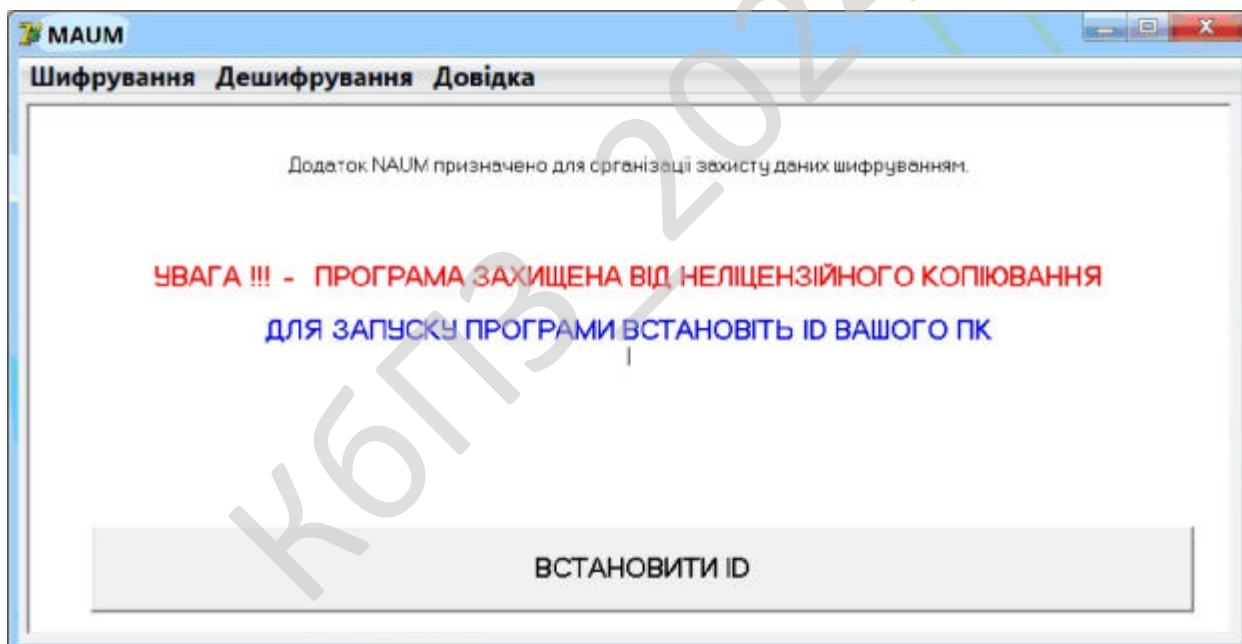 MAUM
Шифрування Дешифрування Довідка
Додаток NAUM призначено для організації захисту даних шифруванням.
УВАГА !!! - ПРОГРАМА ЗАХИЩЕНА ВІД НЕЛІЦЕНЗІЙНОГО КОПІЮВАННЯ
ДЛЯ ЗАПУСКУ ПРОГРАМИ ВСТАНОВІТЬ ID ВАШОГО ПК
ВСТАНОВИТИ ID